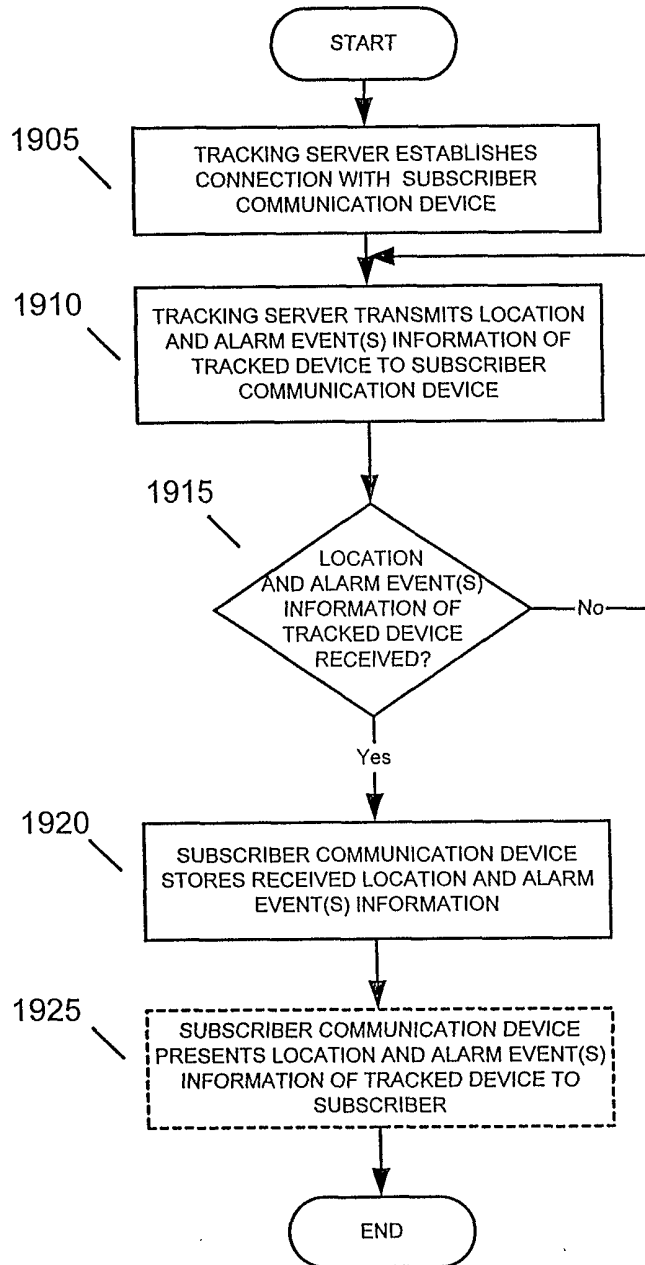 START
1905
TRACKING SERVER ESTABLISHES
CONNECTION WITH SUBSCRIBER
COMMUNICATION DEVICE
1910
TRACKING SERVER TRANSMITS LOCATION
AND ALARM EVENT(S) INFORMATION OF
TRACKED DEVICE TO SUBSCRIBER
COMMUNICATION DEVICE
1915
LOCATION
AND ALARM EVENT(S)
INFORMATION OF
TRACKED DEVICE
RECEIVED?
No
Yes
1920
SUBSCRIBER COMMUNICATION DEVICE
STORES RECEIVED LOCATION AND ALARM
EVENT(S) INFORMATION
1925
SUBSCRIBER COMMUNICATION DEVICE
PRESENTS LOCATION AND ALARM EVENT(S)
INFORMATION OF TRACKED DEVICE TO
SUBSCRIBER
END